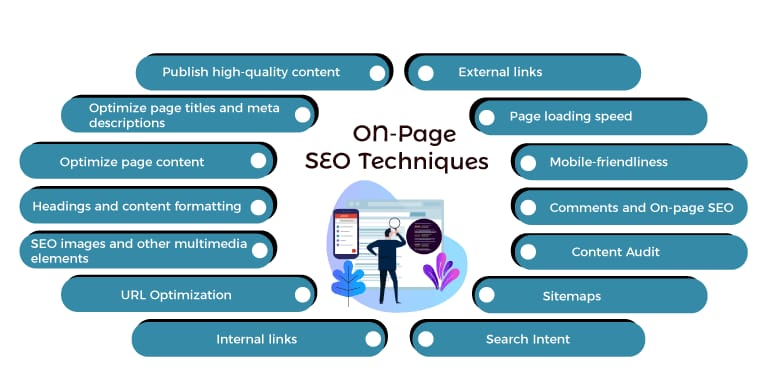 Publish high-quality content
External links
Optimize page titles and meta
descriptions
Page loading speed
ON-Page
SEO Techniques
Optimize page content
Mobile-friendliness
Headings and content formatting
Comments and On-page SEO
SEO images and other multimedia
elements
Content Audit
URL Optimization
Sitemaps
Internal links
Search Intent